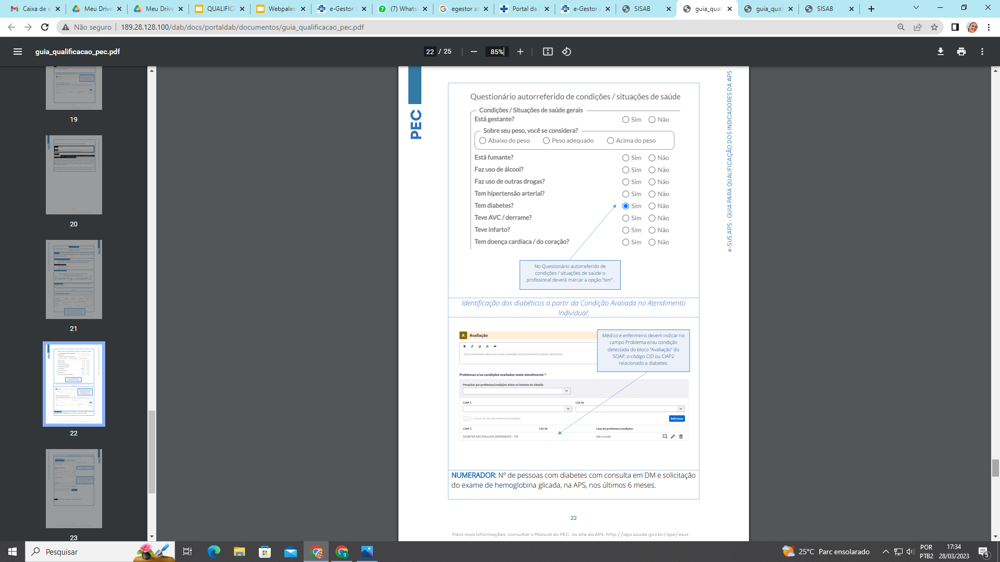 Caixa de e
Meu Drive
Meu Drive
QUALIFICA
Webpales
e-Gestor A
(7) Whats
egestor ab
Portal da S
e-Gestor A
SISAB
guia_qual
guia_qual
SISAB
Não seguro
189.28.128.100/dab/docs/portaldab/documentos/guia_qualificacao_pec.pdf
guia_qualificacao_pec.pdf
22 / 25
85%
19
20
21
22
23
PEC
e-SUS APS - GUIA PARA QUALIFICAÇÃO DOS INDICADORES DA APS
Questionário autorreferido de condições / situações de saúde
Condições / Situações de saúde gerais
Está gestante? Sim Não
Sobre seu peso, você se considera?
Abaixo do peso Peso adequado Acima do peso
Está fumante? Sim Não
Faz uso de álcool? Sim Não
Faz uso de outras drogas? Sim Não
Tem hipertensão arterial? Sim Não
Tem diabetes? Sim Não
Teve AVC / derrame? Sim Não
Teve infarto? Sim Não
Tem doença cardíaca / do coração? Sim Não
No Questionário autorreferido de
condições / situações de saúde o
profissional deverá marcar a opção “sim”.
Identificação dos diabéticos a partir da Condição Avaliada no Atendimento
Individual:
A Avaliação
B I U S
Insira impressões adicionais sobre a avaliação dos problemas/condições detectados.
Médico e enfermeiro devem indicar no
campo Problema e/ou condição
detectada do bloco “Avaliação” do
SOAP, o código CID ou CIAP2
relacionado a diabetes.
Problemas e/ou condições avaliados neste atendimento *
Pesquisar por problemas/condições ativos ou latentes do cidadão
CIAP 2 CID 10
Incluir na lista de problemas/condições
Adicionar
CIAP 2 CID 10 Lista de problemas/condições
DIABETES NÃO INSULINO-DEPENDENTE - T90 - Não incluído
NUMERADOR: Nº de pessoas com diabetes com consulta em DM e solicitação
do exame de hemoglobina glicada, na APS, nos últimos 6 meses.
22
Para mais informações, consultar o Manual do PEC, no site da APS: http://aps.saude.gov.br/ape/esus
Pesquisar
25°C Parc ensolarado
POR
PTB2
17:34
28/03/2023
5